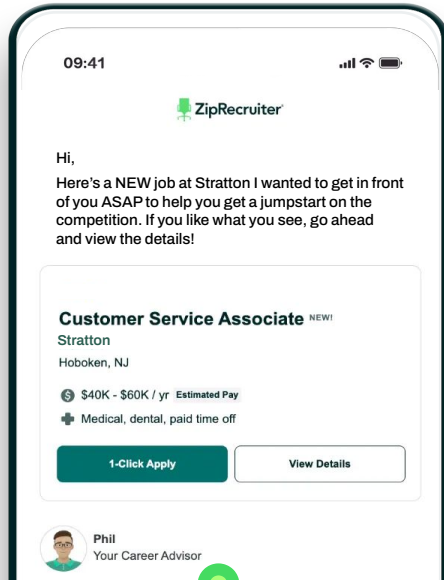 09:41
ZipRecruiter
Hi,
Here's a NEW job at Stratton I wanted to get in front
of you ASAP to help you get a jumpstart on the
competition. If you like what you see, go ahead
and view the details!
Customer Service Associate NEW!
Stratton
Hoboken, NJ
$ $40K - $60K / yr Estimated Pay
Medical, dental, paid time off
1-Click Apply View Details
Phil
Your Career Advisor